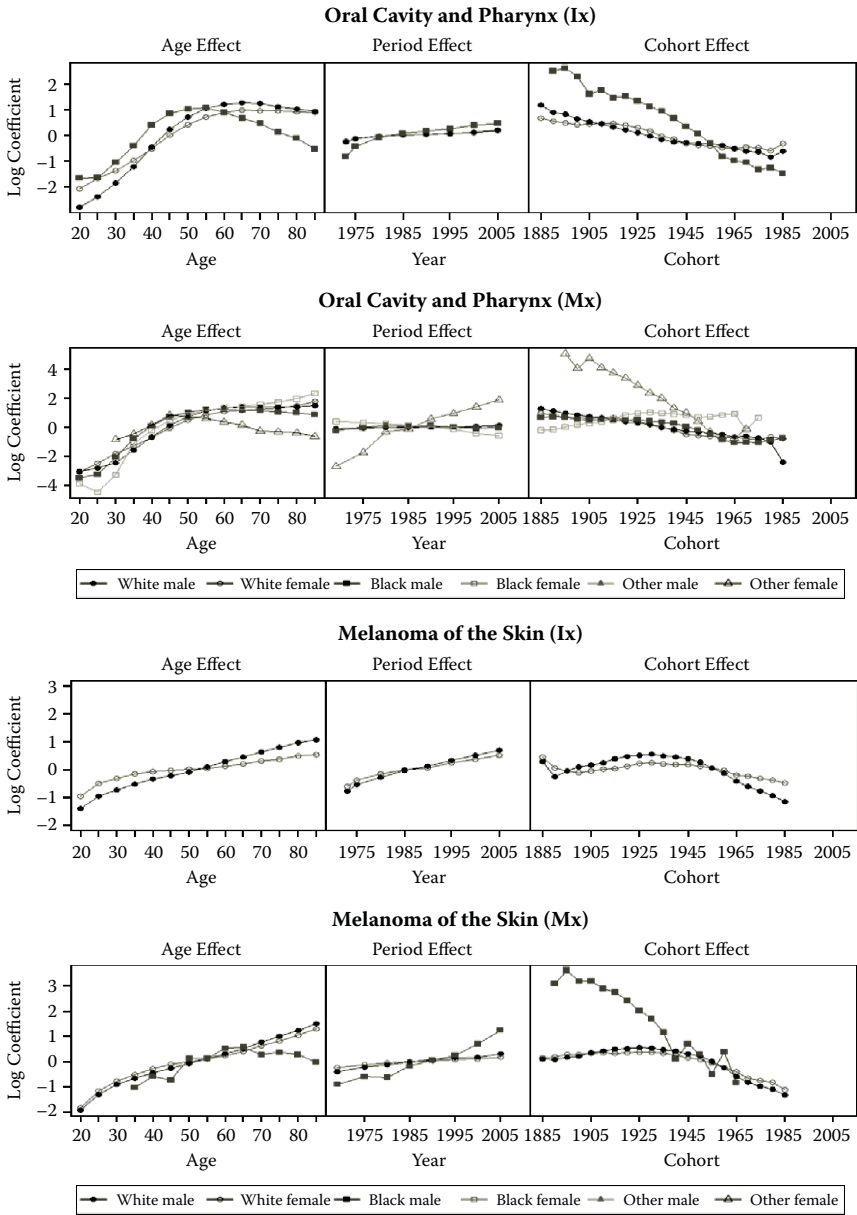 Oral Cavity and Pharynx (Ix)
Age Effect Period Effect Cohort Effect
Log Coefficient
2
1
0
−1
−2
20 30 40 50 60 70 80 1975 1985 1995 2005 1885 1905 1925 1945 1965 1985 2005
Age Year Cohort
Oral Cavity and Pharynx (Mx)
Age Effect Period Effect Cohort Effect
Log Coefficient
4
2
0
−2
−4
20 30 40 50 60 70 80 1975 1985 1995 2005 1885 1905 1925 1945 1965 1985 2005
Age Year Cohort
White male White female Black male Black female Other male Other female
Melanoma of the Skin (Ix)
Age Effect Period Effect Cohort Effect
Log Coefficient
3
2
1
0
−1
−2
20 30 40 50 60 70 80 1975 1985 1995 2005 1885 1905 1925 1945 1965 1985 2005
Age Year Cohort
Melanoma of the Skin (Mx)
Age Effect Period Effect Cohort Effect
Log Coefficient
3
2
1
0
−1
−2
20 30 40 50 60 70 80 1975 1985 1995 2005 1885 1905 1925 1945 1965 1985 2005
Age Year Cohort
White male White female Black male Black female Other male Other female